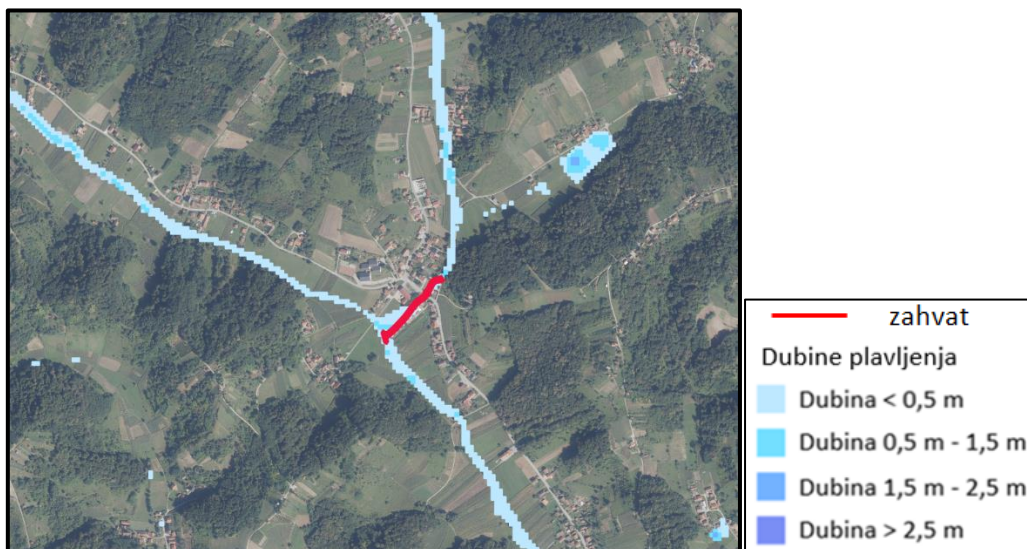 zahvat
Dubine plavljenja
Dubina < 0,5 m
Dubina 0,5 m - 1,5 m
Dubina 1,5 m - 2,5 m
Dubina > 2,5 m